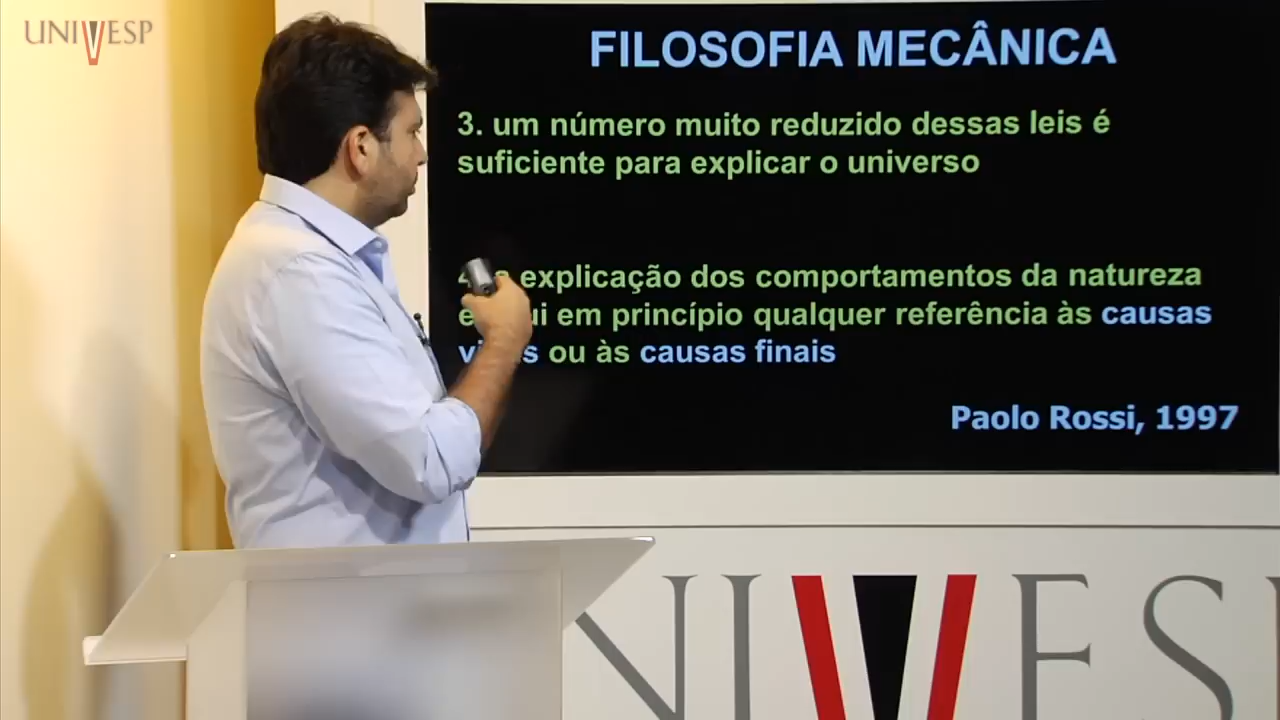 UNIVESP
FILOSOFIA MECÂNICA
3. um número muito reduzido dessas leis é
suficiente para explicar o universo
explicação dos comportamentos da natureza
em princípio qualquer referência às causas
ou às causas finais
Paolo Rossi, 1997
NIVESP